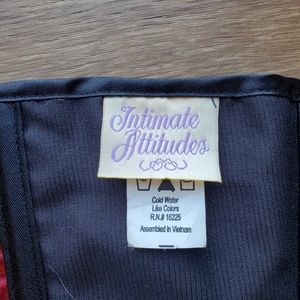 Intimate
Attitudes
Cold Water
Like Colors
R.N.# 16225
Assembled in Vietnam